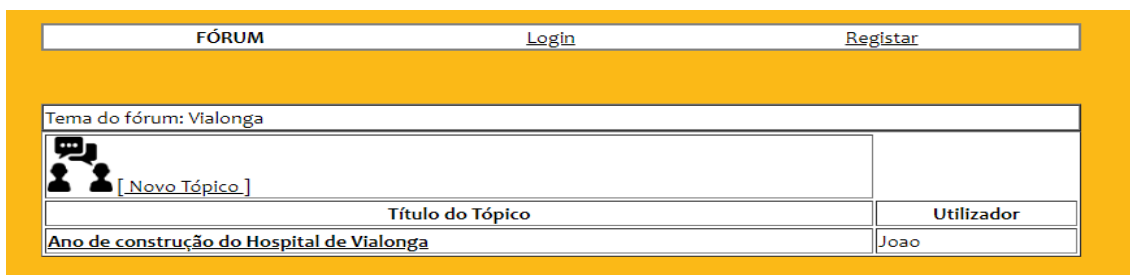 FÓRUM Login Registar
Tema do fórum: Vialonga
[ Novo Tópico ]
Título do Tópico Utilizador
Ano de construção do Hospital de Vialonga Joao